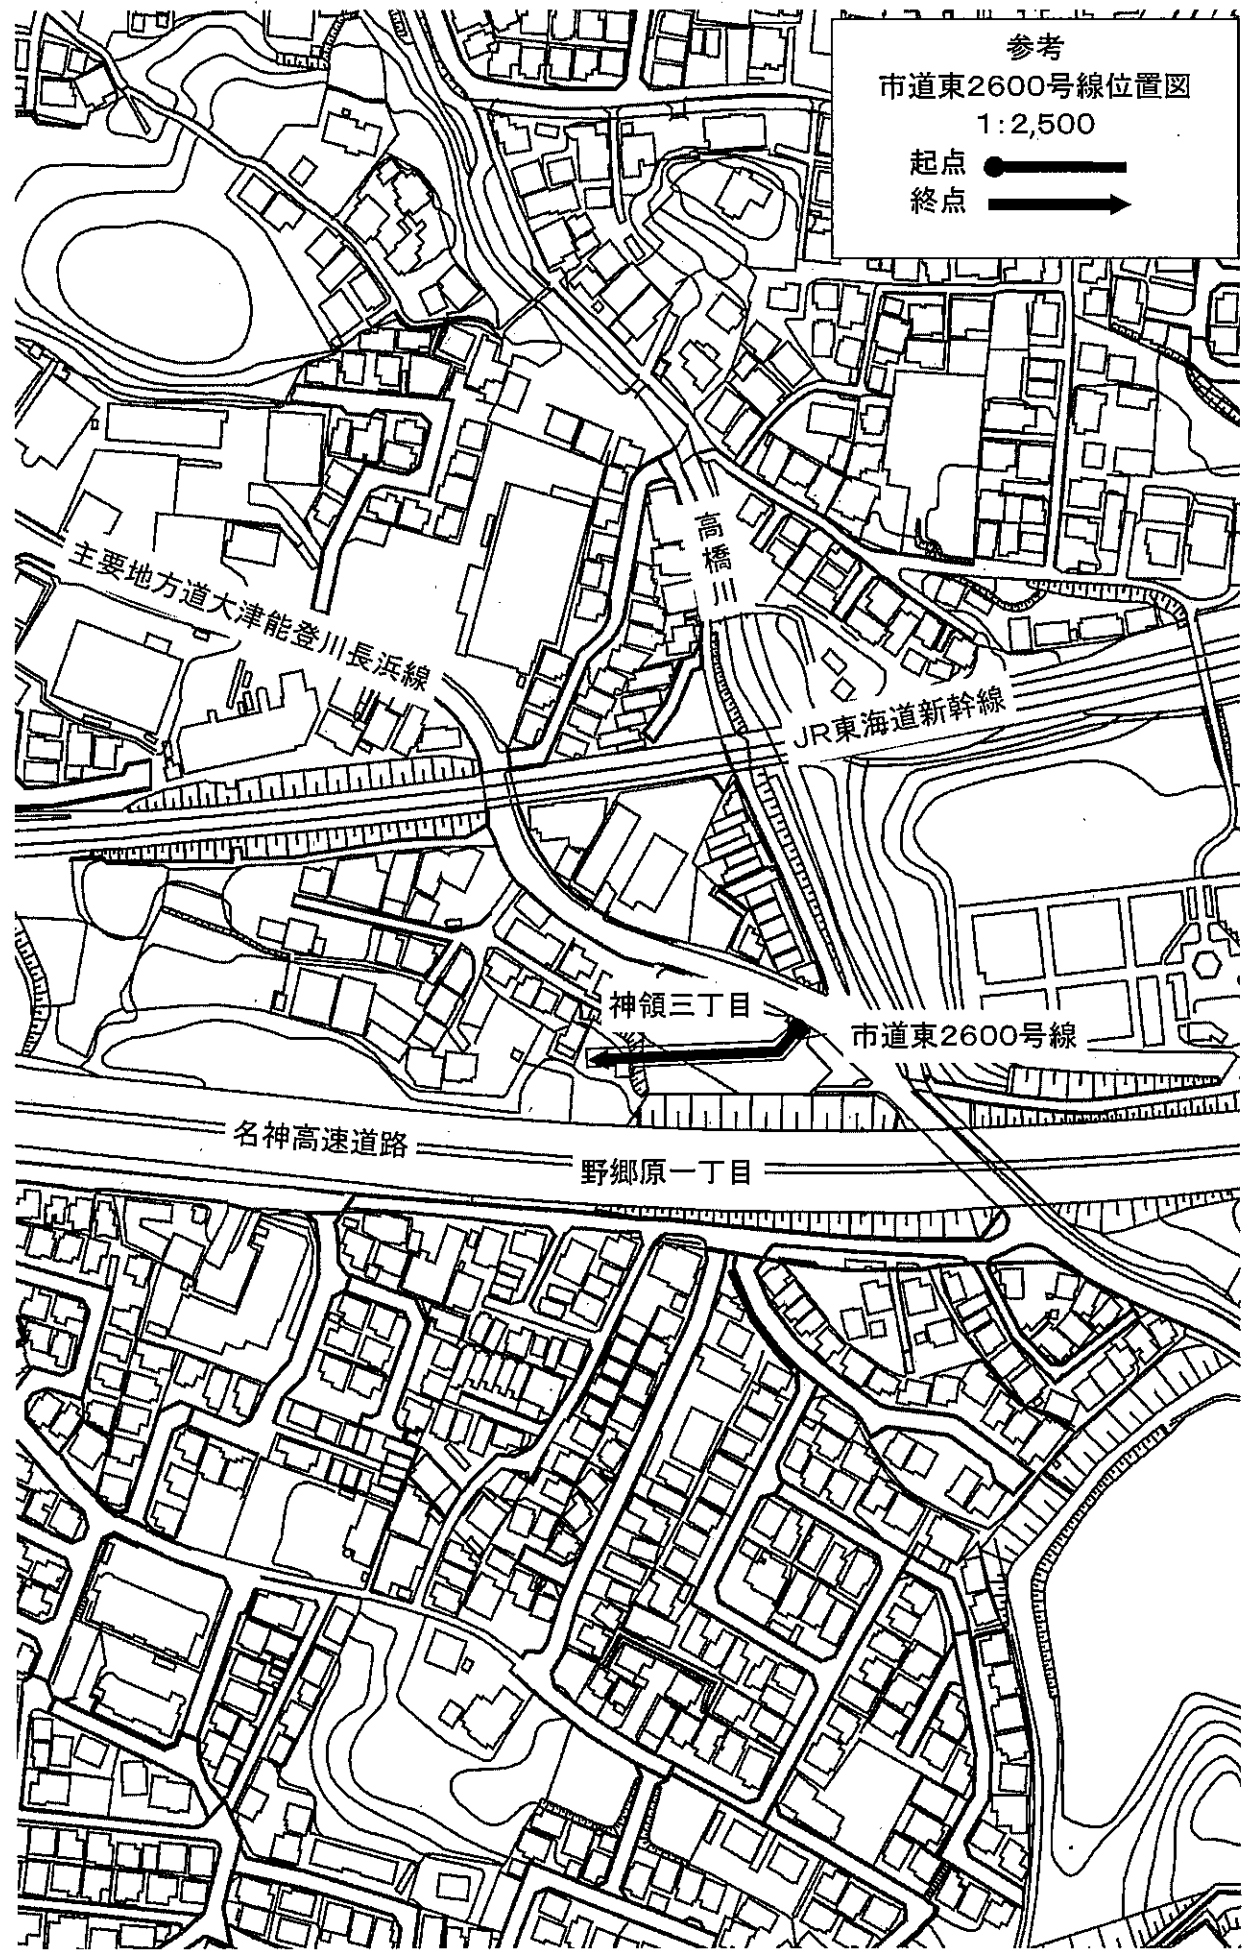 参考
市道東2600号線位置図
1:2,500
起点
終点
高橋川
主要地方道大津能登川長浜線
JR東海道新幹線
神領三丁目
市道東2600号線
名神高速道路
野郷原一丁目